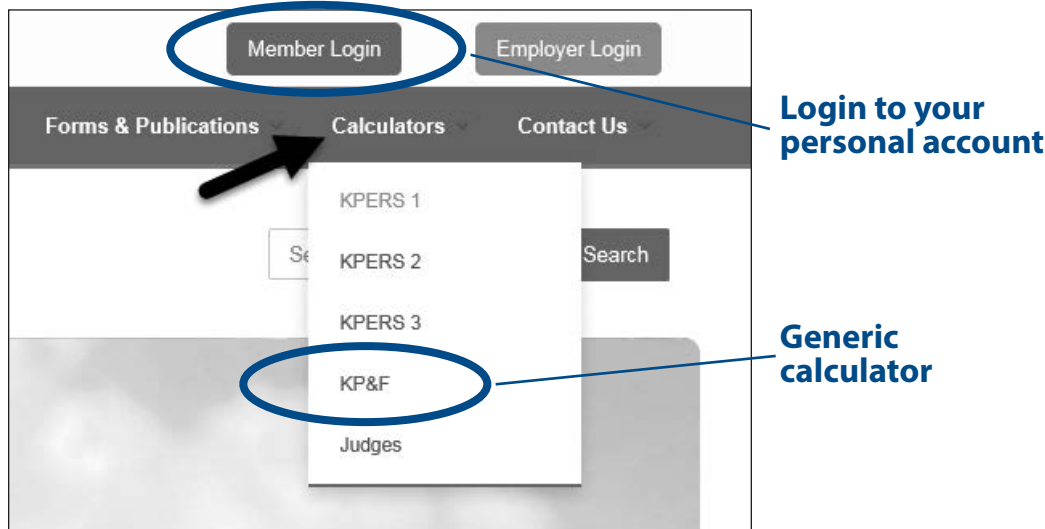 Member Login
Employer Login
Forms & Publications
Calculators
Contact Us
Login to your
personal account
KPERS 1
Se
Search
KPERS 2
KPERS 3
Generic
calculator
KP&F
Judges